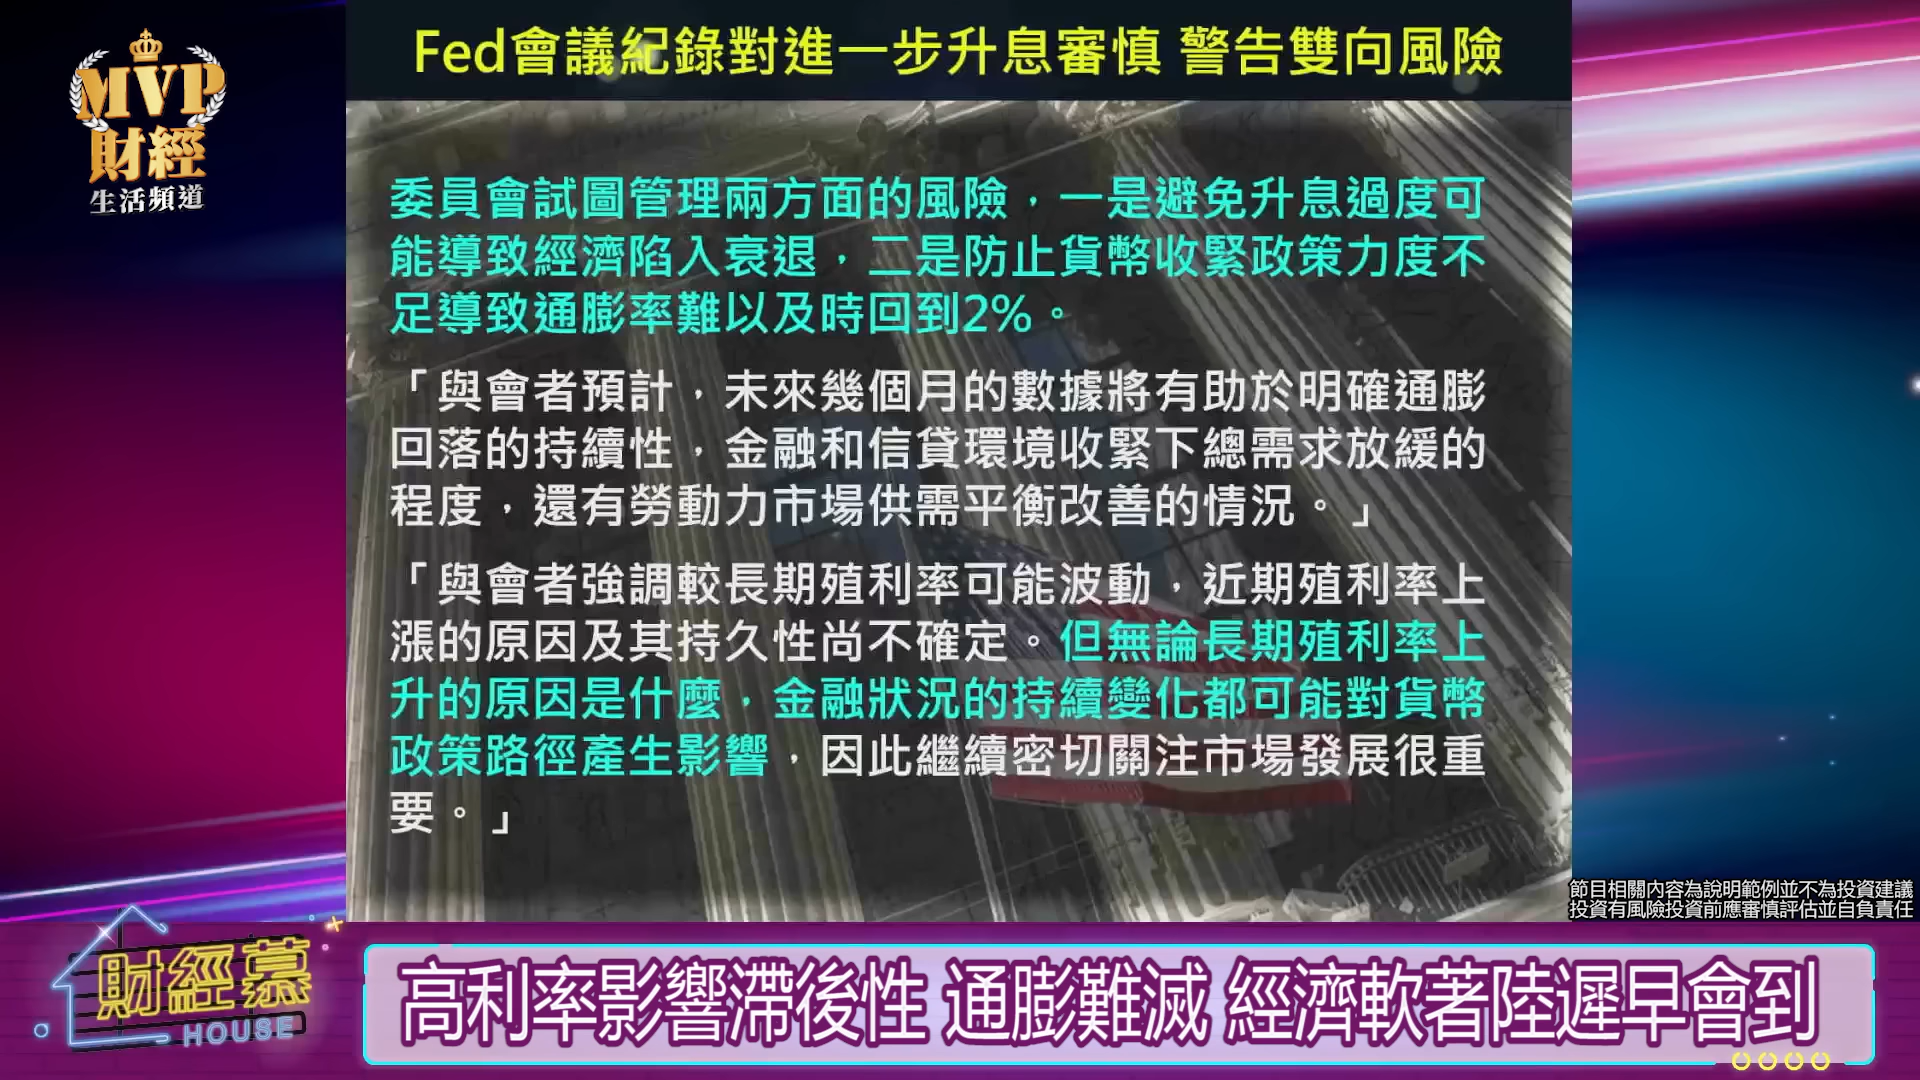 MVP
財經
生活頻道
Fed會議紀錄對進一步升息審慎 警告雙向風險
委員會試圖管理兩方面的風險，一是避免升息過度可
能導致經濟陷入衰退，二是防止貨幣收緊政策力度不
足導致通膨率難以及時回到2%。
「與會者預計，未來幾個月的數據將有助於明確通膨
回落的持續性，金融和信貸環境收緊下總需求放緩的
程度，還有勞動力市場供需平衡改善的情況。」
「與會者強調較長期殖利率可能波動，近期殖利率上
漲的原因及其持久性尚不確定。但無論長期殖利率上
升的原因是什麼，金融狀況的持續變化都可能對貨幣
政策路徑產生影響，因此繼續密切關注市場發展很重
要。」
節目相關內容為說明範例並不為投資建議
投資有風險投資前應審慎評估並自負責任
財經慕
HOUSE
高利率影響滯後性 通膨難滅 經濟軟著陸遲早會到